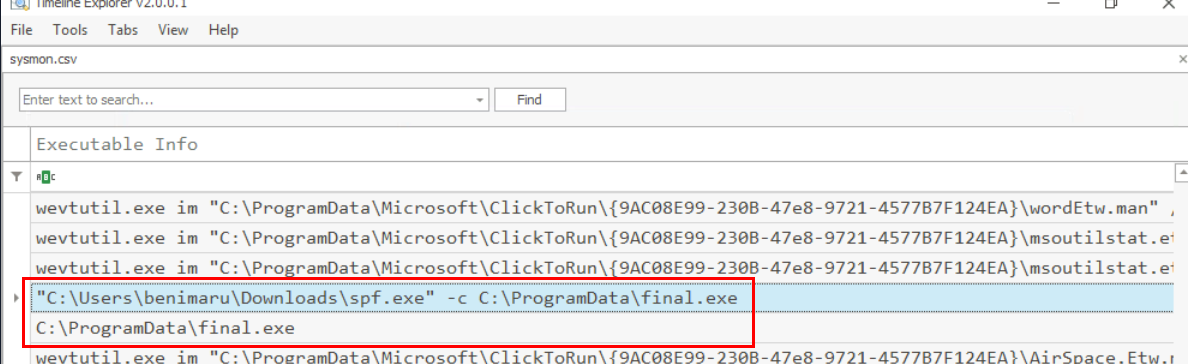 Timeline Explorer v2.0.0.1
File Tools Tabs View Help
sysmon.csv
Enter text to search... Find
Executable Info
wevtutil.exe im "C:\ProgramData\Microsoft\ClickToRun\{9AC08E99-230B-47e8-9721-4577B7F124EA}\wordEtw.man" /
wevtutil.exe im "C:\ProgramData\Microsoft\ClickToRun\{9AC08E99-230B-47e8-9721-4577B7F124EA}\msoutilstat.et
wevtutil.exe im "C:\ProgramData\Microsoft\ClickToRun\{9AC08E99-230B-47e8-9721-4577B7F124EA}\msoutilstat.et
"C:\Users\benimaru\Downloads\spf.exe" -c C:\ProgramData\final.exe
C:\ProgramData\final.exe
wevtutil.exe im "C:\ProgramData\Microsoft\ClickToRun\{9AC08E99-230B-47e8-9721-4577B7F124EA}\AirSpace.Etw.m